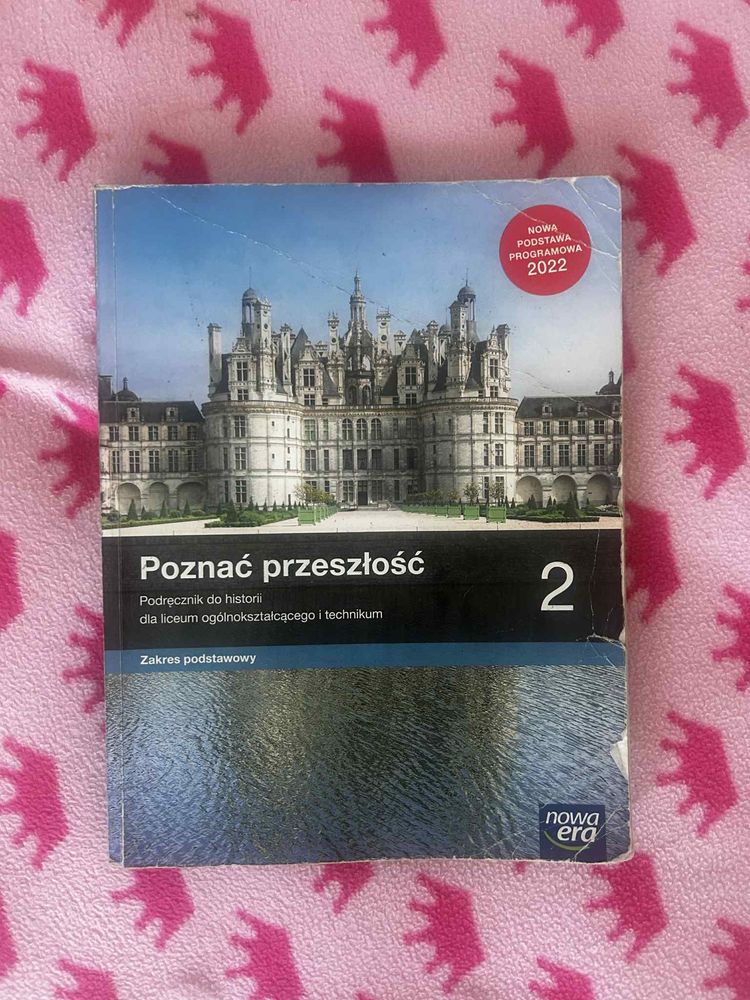 NOWA
PODSTAWA
PROGRAMOWA
2022
Poznać przeszłość 2
Podręcznik do historii
dla liceum ogólnokształcącego i technikum
Zakres podstawowy
nowa
era